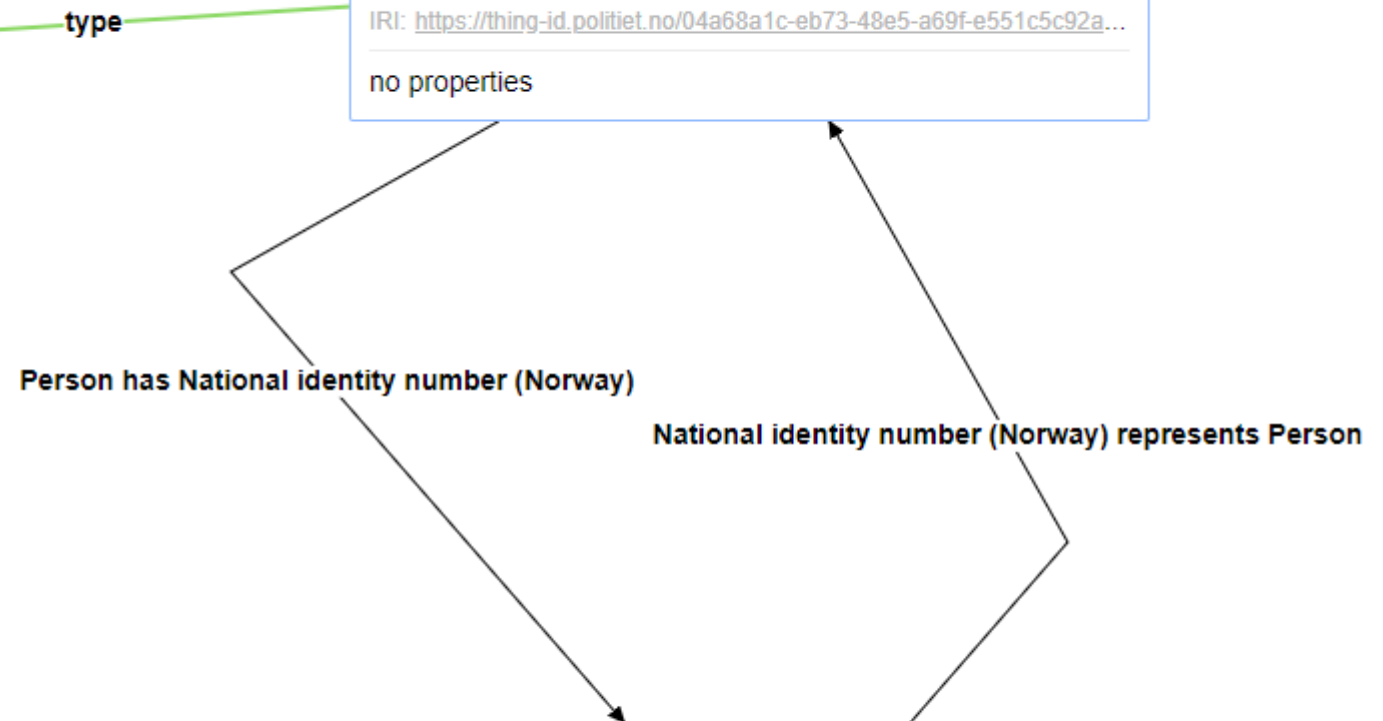 type
IRI: https://thing-id.politiet.no/04a68a1c-eb73-48e5-a69f-e551c5c92a...
no properties
Person has National identity number (Norway)
National identity number (Norway) represents Person